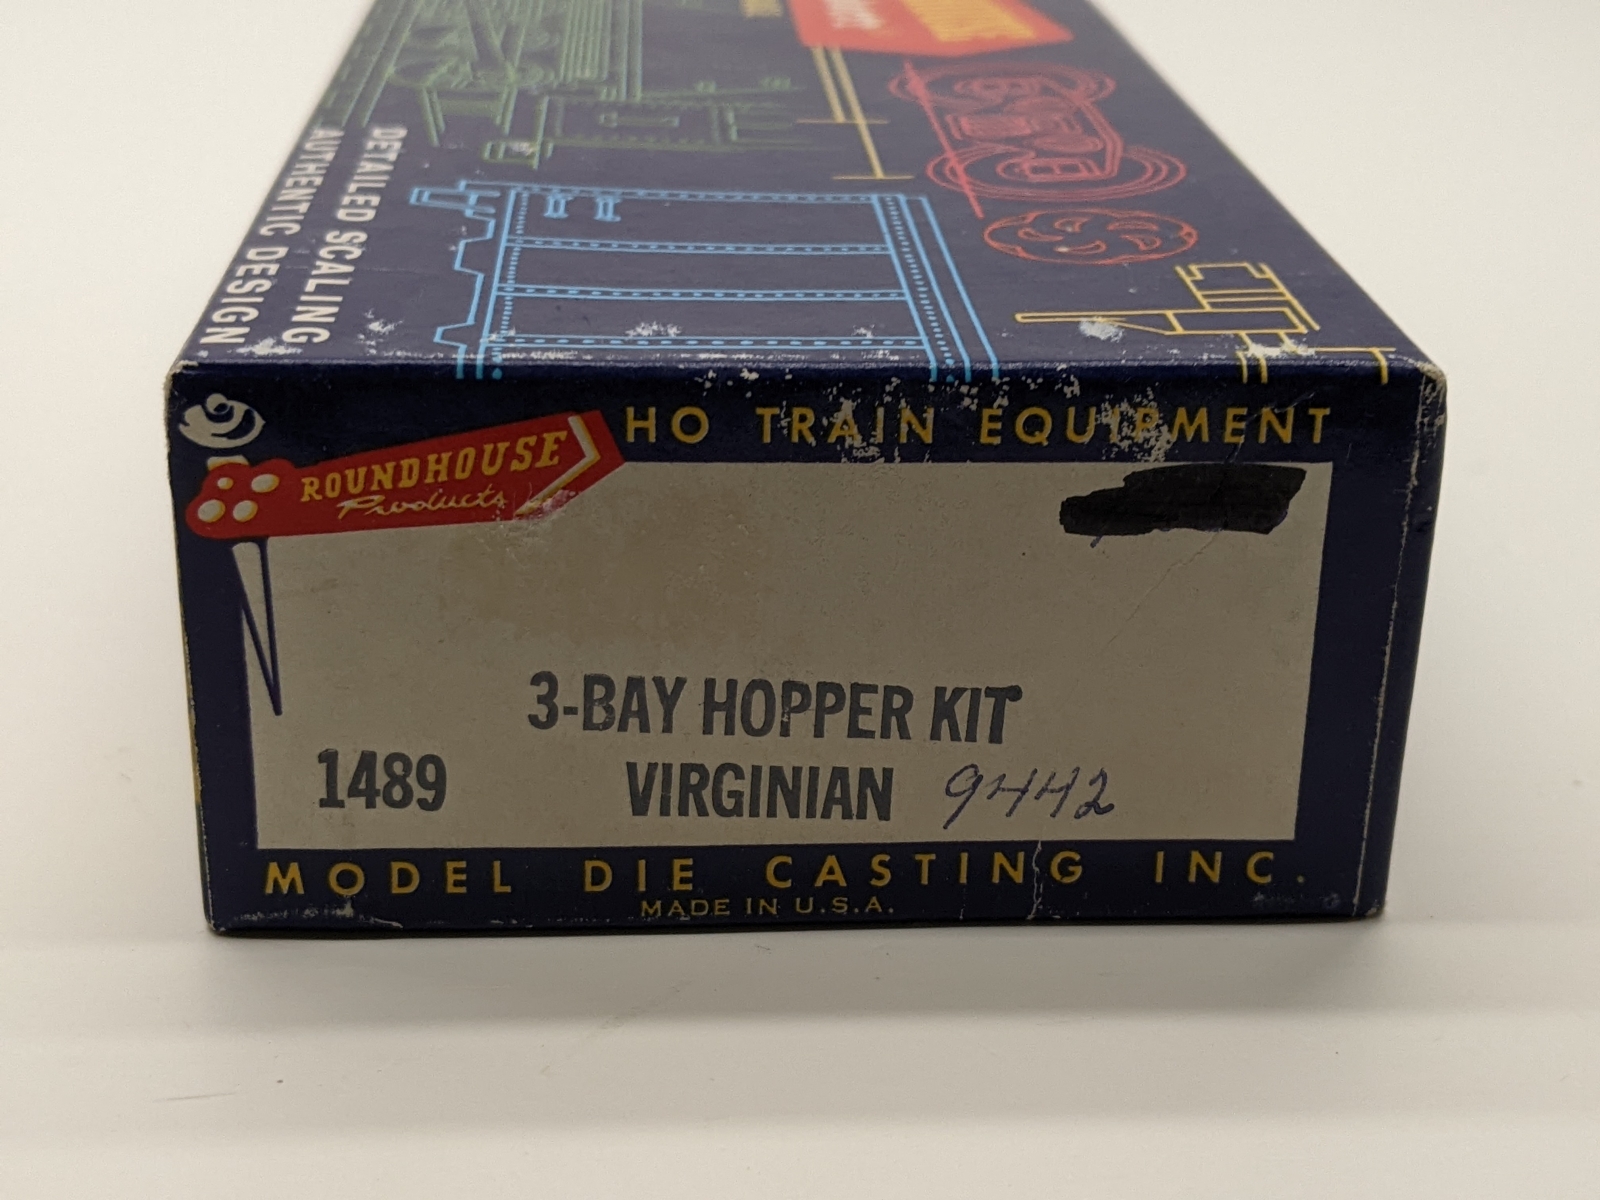 DETAILED SCALING
AUTHENTIC DESIGN
HO TRAIN EQUIPMENT
ROUNDHOUSE
Products
3-BAY HOPPER KIT
1489 VIRGINIAN 9442
MODEL DIE CASTING INC.
MADE IN U.S.A.